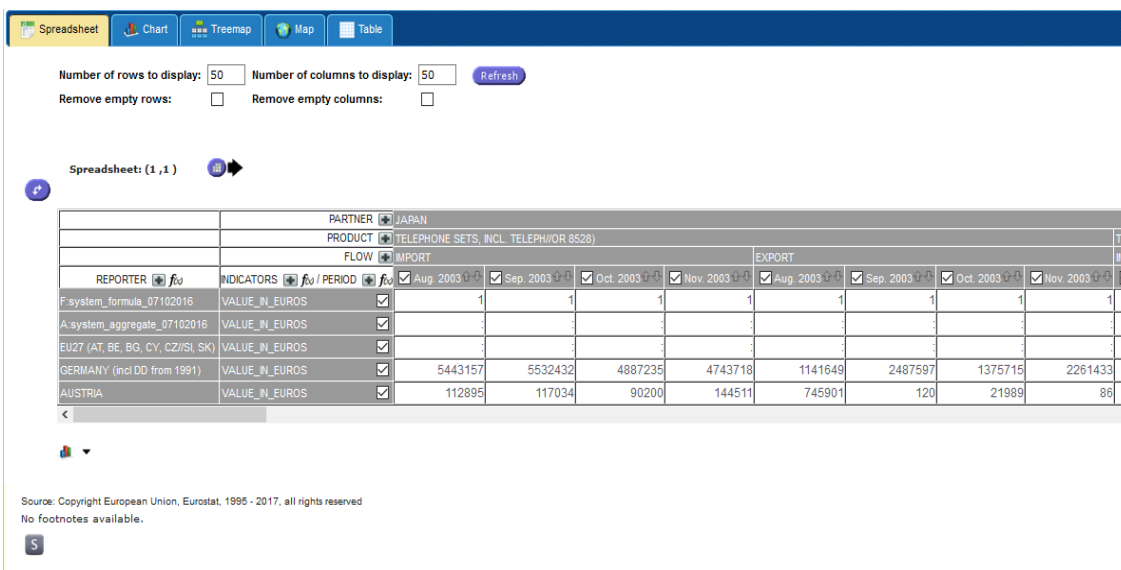 Spreadsheet Chart Treemap Map Table
Number of rows to display: 50 Number of columns to display: 50 Refresh
Remove empty rows: Remove empty columns:
Spreadsheet: (1 ,1 )
PARTNER JAPAN
PRODUCT TELEPHONE SETS, INCL. TELEPH//OR 8528) T
FLOW IMPORT EXPORT
REPORTER f(x) INDICATORS f(x) / PERIOD f(x) Aug. 2003 Sep. 2003 Oct. 2003 Nov. 2003 Aug. 2003 Sep. 2003 Oct. 2003 Nov. 2003
F:system_formula_07102016 VALUE_IN_EUROS 1 1 1 1 1 1 1 1
A:system_aggregate_07102016 VALUE_IN_EUROS : : : : : : : :
EU27 (AT, BE, BG, CY, CZ//SI, SK) VALUE_IN_EUROS : : : : : : : :
GERMANY (incl DD from 1991) VALUE_IN_EUROS 5443157 5532432 4887235 4743718 1141649 2487597 1375715 2261433
AUSTRIA VALUE_IN_EUROS 112895 117034 90200 144511 745901 120 21989 86
Source: Copyright European Union, Eurostat, 1995 - 2017, all rights reserved
No footnotes available.
S